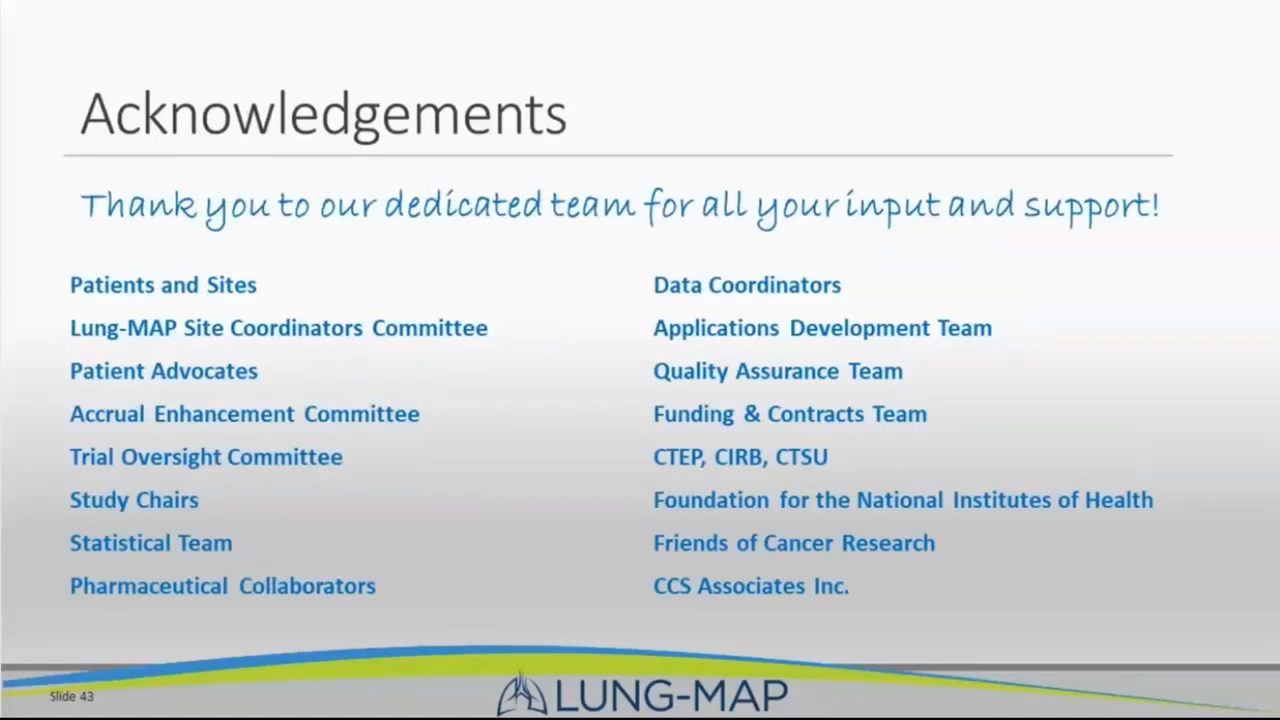 Acknowledgements
Thank you to our dedicated team for all your input and support!
Patients and Sites
Lung-MAP Site Coordinators Committee
Patient Advocates
Accrual Enhancement Committee
Trial Oversight Committee
Study Chairs
Statistical Team
Pharmaceutical Collaborators
Data Coordinators
Applications Development Team
Quality Assurance Team
Funding & Contracts Team
CTEP, CIRB, CTSU
Foundation for the National Institutes of Health
Friends of Cancer Research
CCS Associates Inc.
Slide 43
LUNG-MAP